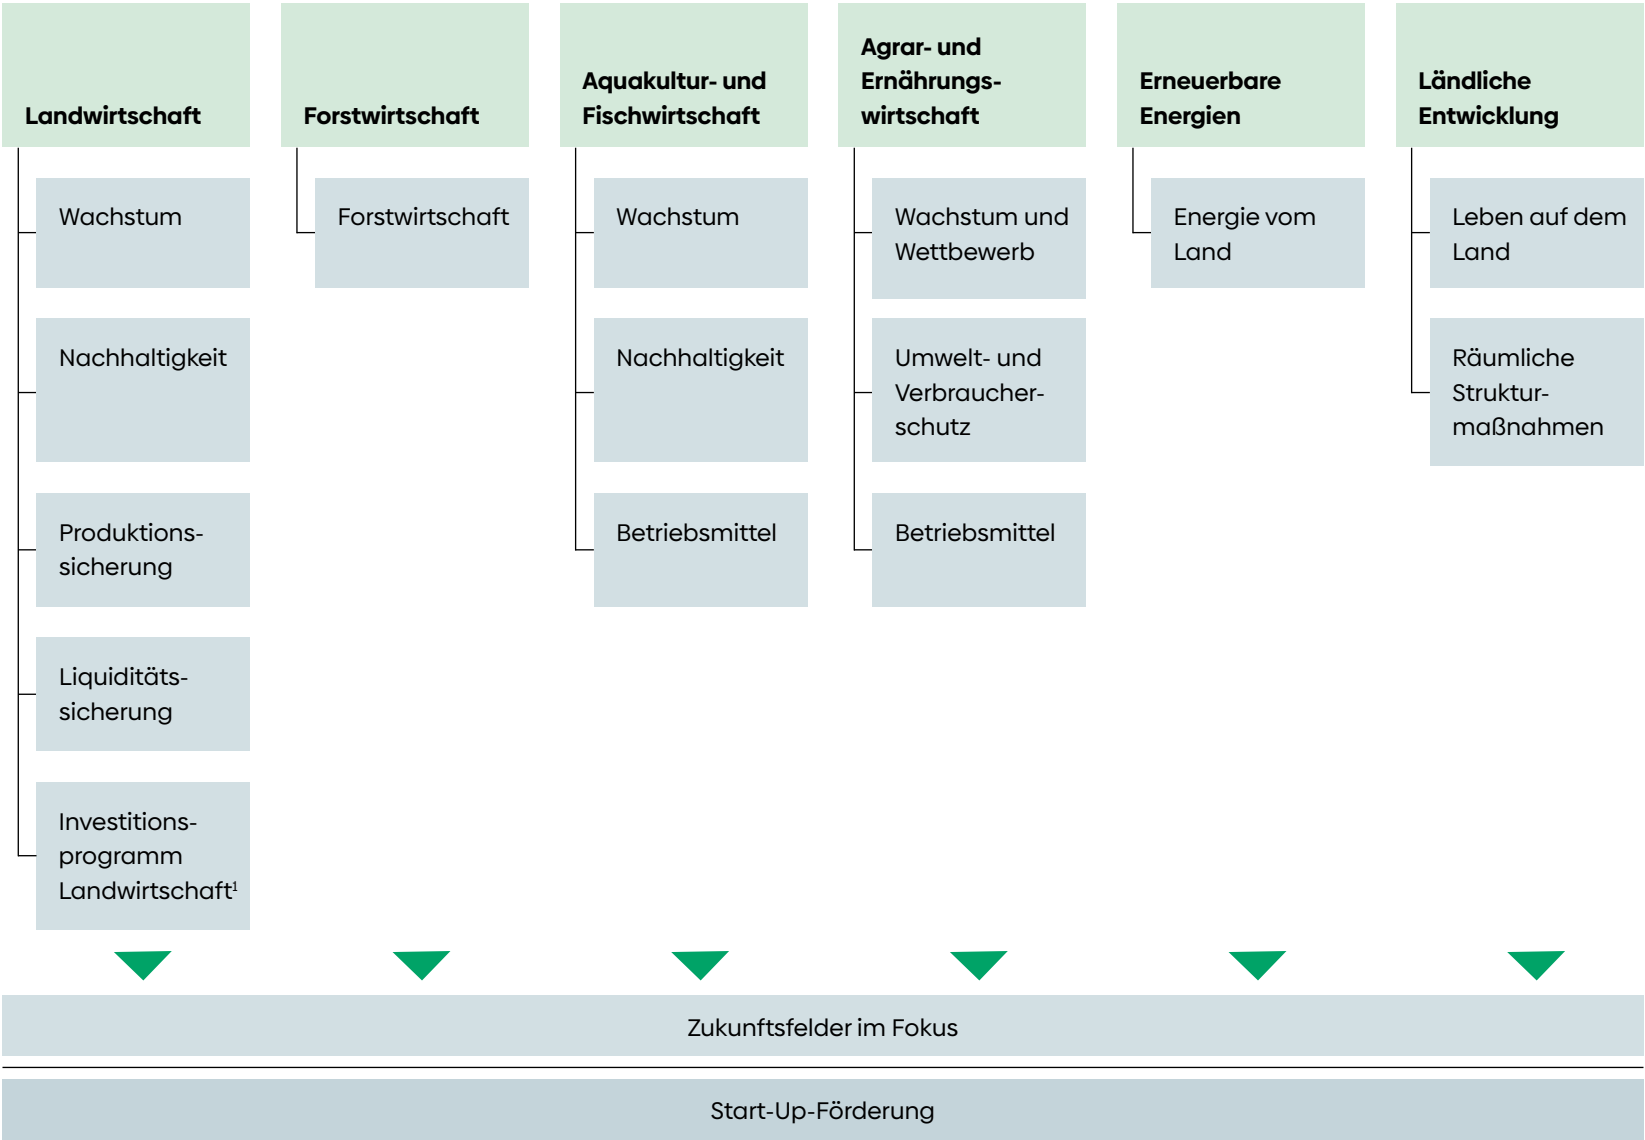 Landwirtschaft
Wachstum
Nachhaltigkeit
Produktions-
sicherung
Liquiditäts-
sicherung
Investitions-
programm
Landwirtschaft¹
Forstwirtschaft
Forstwirtschaft
Aquakultur- und
Fischwirtschaft
Wachstum
Nachhaltigkeit
Betriebsmittel
Agrar- und
Ernährungs-
wirtschaft
Wachstum und
Wettbewerb
Umwelt- und
Verbraucher-
schutz
Betriebsmittel
Erneuerbare
Energien
Energie vom
Land
Ländliche
Entwicklung
Leben auf dem
Land
Räumliche
Struktur-
maßnahmen
Zukunftsfelder im Fokus
Start-Up-Förderung